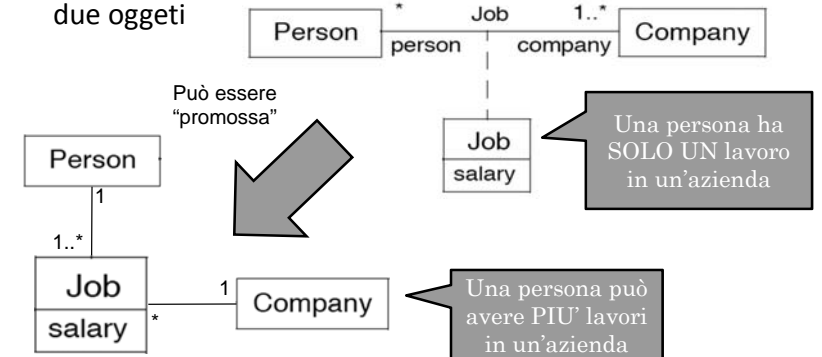 due oggeti
Person
*
Job
1..*
Company
person
company
Job
salary
Una persona ha
SOLO UN lavoro
in un'azienda
Può essere
“promossa”
Person
1
1..*
Job
salary
*
1
Company
Una persona può
avere PIU’ lavori
in un'azienda